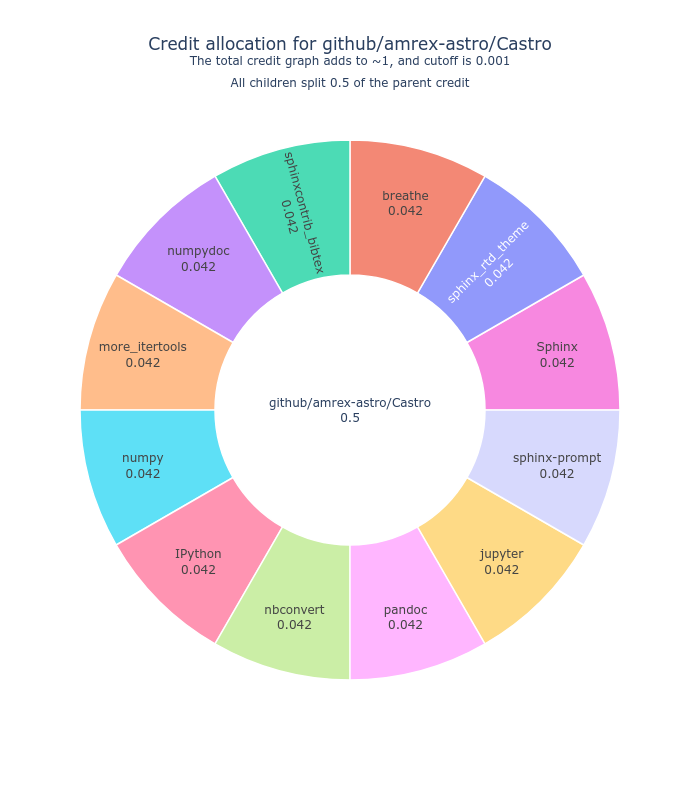 Credit allocation for github/amrex-astro/Castro
The total credit graph adds to ~1, and cutoff is 0.001
All children split 0.5 of the parent credit
breathe
0.042
sphinx_rtd_theme
0.042
Sphinx
0.042
sphinx-prompt
0.042
jupyter
0.042
pandoc
0.042
nbconvert
0.042
IPython
0.042
numpy
0.042
more_itertools
0.042
numpydoc
0.042
sphinxcontrib_bibtex
0.042
github/amrex-astro/Castro
0.5